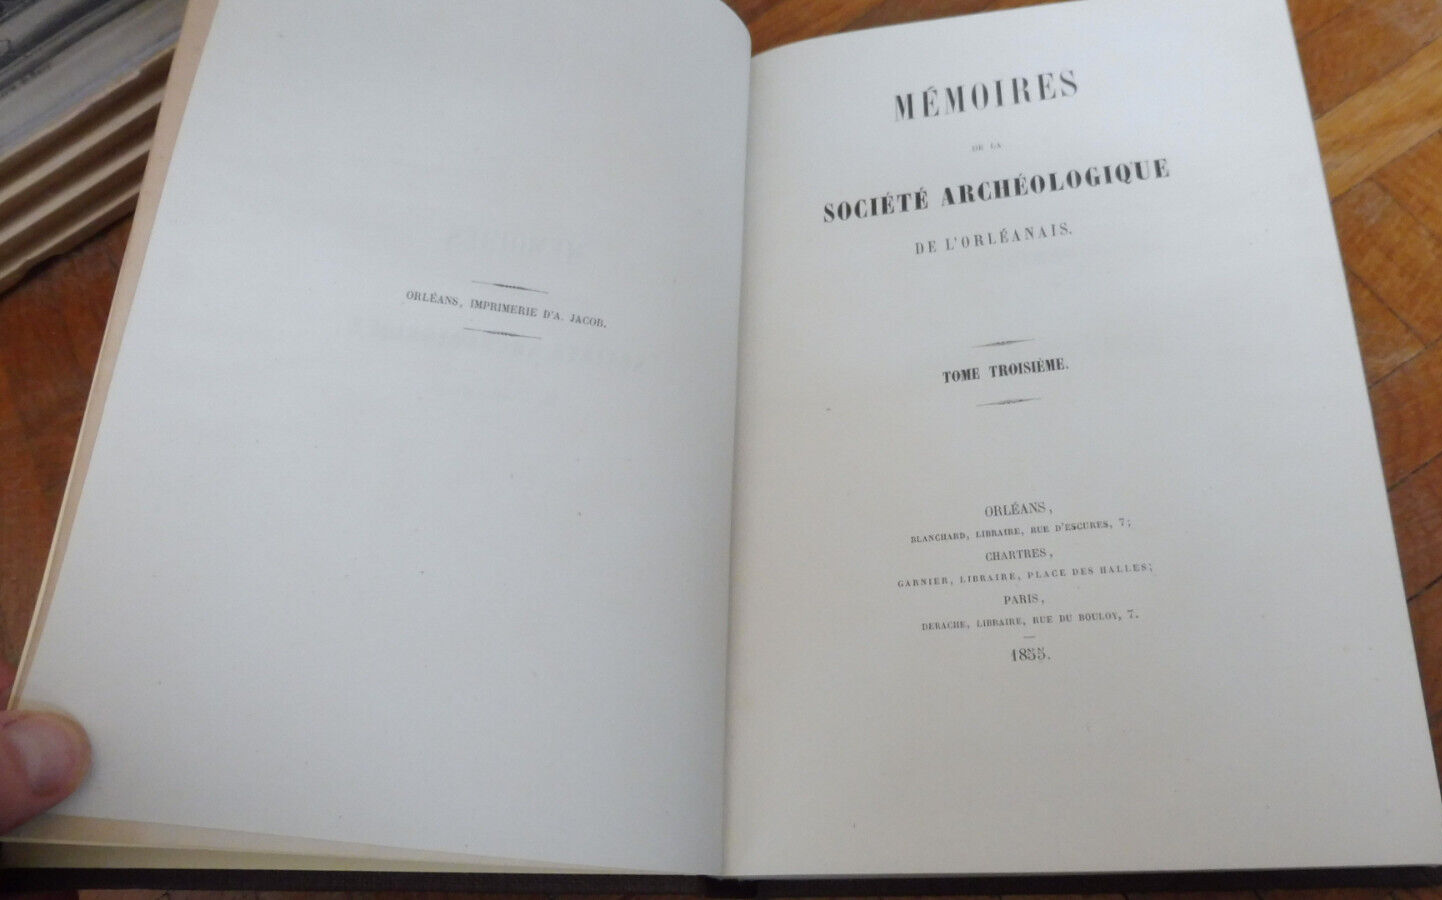 ORLÉANS, IMPRIMERIE D'A. JACOB.
MÉMOIRES
DE LA
SOCIÉTÉ ARCHÉOLOGIQUE
DE L'ORLÉANAIS.
TOME TROISIÈME.
ORLÉANS,
BLANCHARD, LIBRAIRE, RUE D'ESCURES, 7;
CHARTRES,
GARNIER, LIBRAIRE, PLACE DES HALLES;
PARIS,
DERACHE, LIBRAIRE, RUE DU BOULOY, 7.
1855.